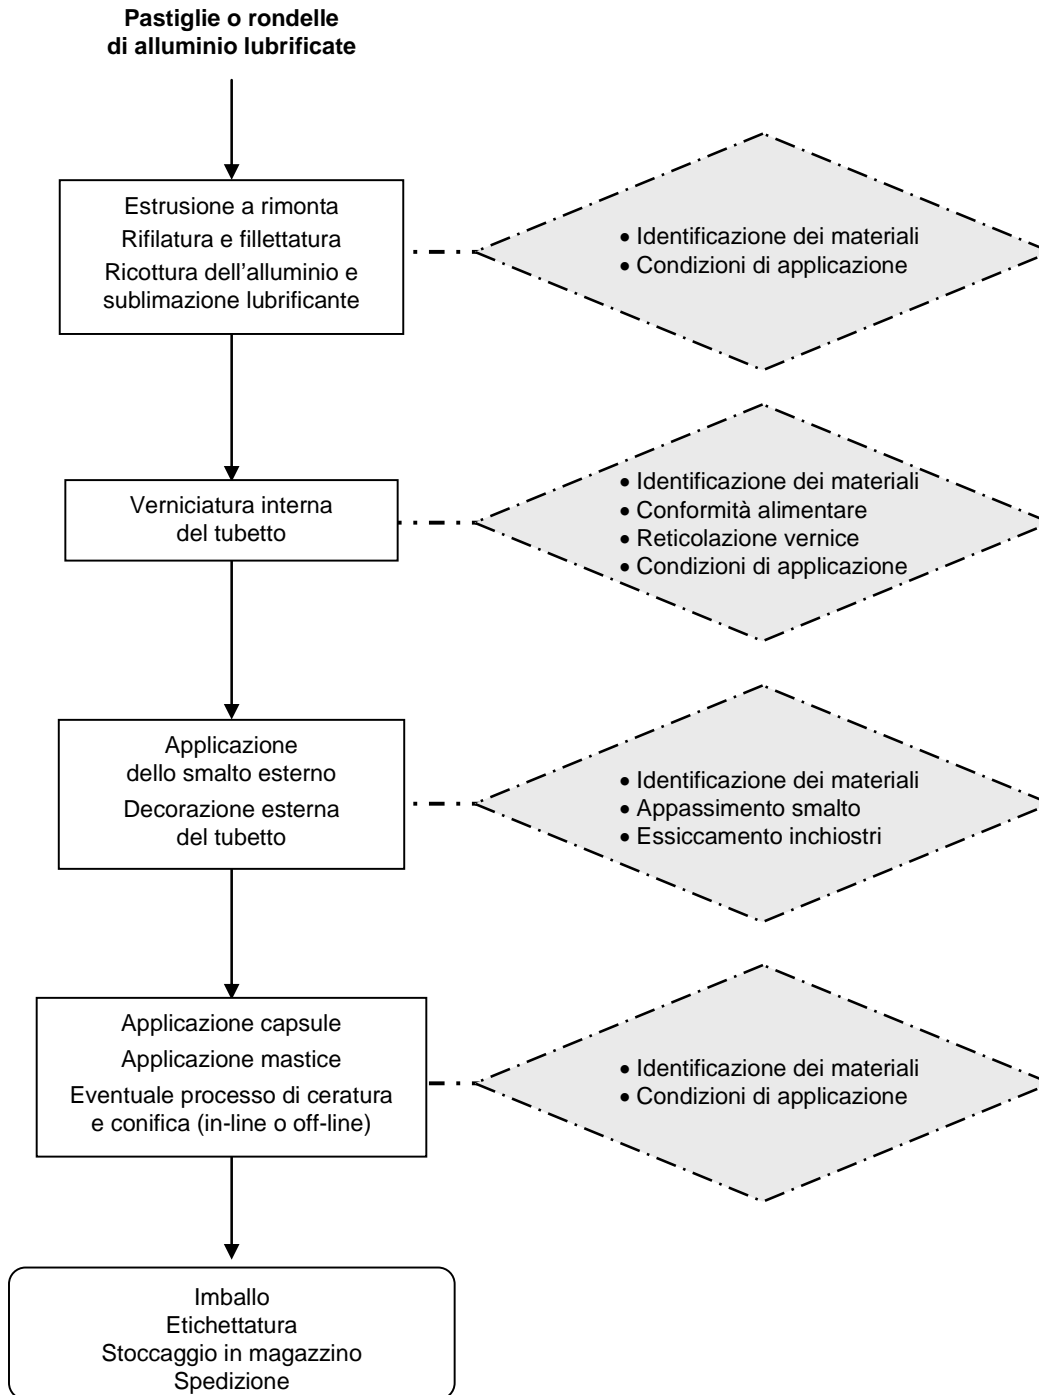 Pastiglie o rondelle
di alluminio lubrificate
Estrusione a rimonta
Rifilatura e fillettatura
Ricottura dell'alluminio e
sublimazione lubrificante
• Identificazione dei materiali
• Condizioni di applicazione
Verniciatura interna
del tubetto
• Identificazione dei materiali
• Conformità alimentare
• Reticolazione vernice
• Condizioni di applicazione
Applicazione
dello smalto esterno
Decorazione esterna
del tubetto
• Identificazione dei materiali
• Appassimento smalto
• Essiccamento inchiostri
Applicazione capsule
Applicazione mastice
Eventuale processo di ceratura
e conifica (in-line o off-line)
• Identificazione dei materiali
• Condizioni di applicazione
Imballo
Etichettatura
Stoccaggio in magazzino
Spedizione